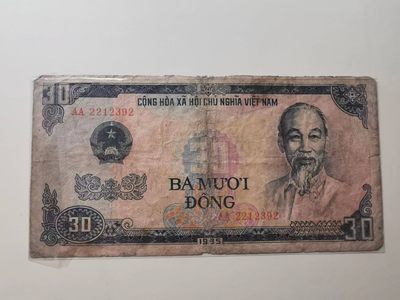 30
CỘNG HÒA XÃ HỘI CHỦ NGHĨA VIỆT NAM
AA 2212392
BA MƯƠI
ĐỒNG
AA 2212392
30
1985
30